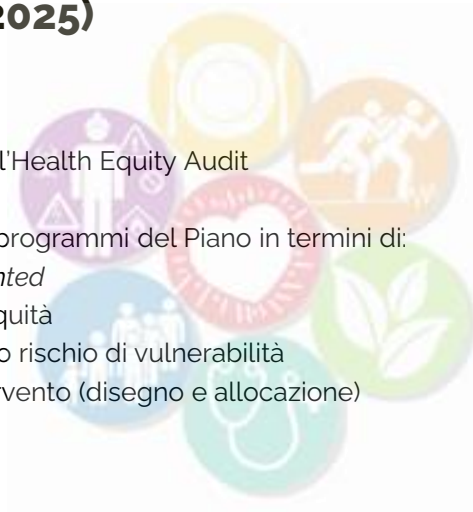 2025)
l'Health Equity Audit
programmi del Piano in termini di:
nted
quità
o rischio di vulnerabilità
rvento (disegno e allocazione)